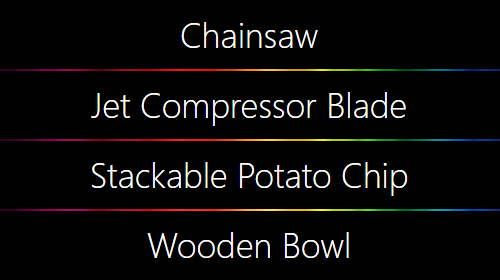 Chainsaw
Jet Compressor Blade
Stackable Potato Chip
Wooden Bowl